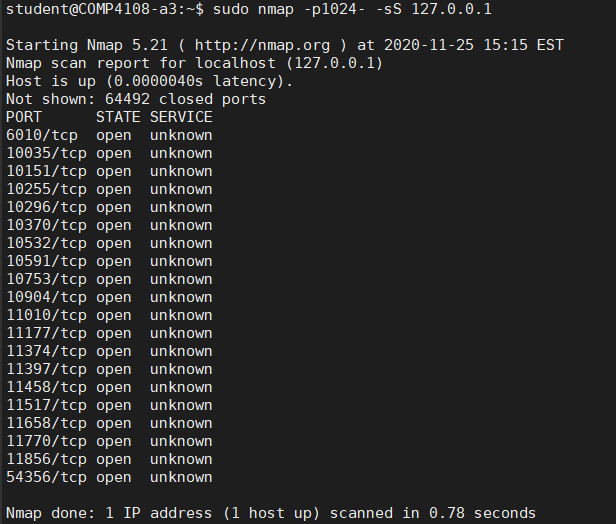 student@COMP4108-a3:~$ sudo nmap -p1024- -sS 127.0.0.1
Starting Nmap 5.21 ( http://nmap.org ) at 2020-11-25 15:15 EST
Nmap scan report for localhost (127.0.0.1)
Host is up (0.0000040s latency).
Not shown: 64492 closed ports
PORT      STATE SERVICE
6010/tcp  open  unknown
10035/tcp open  unknown
10151/tcp open  unknown
10255/tcp open  unknown
10296/tcp open  unknown
10370/tcp open  unknown
10532/tcp open  unknown
10591/tcp open  unknown
10753/tcp open  unknown
10904/tcp open  unknown
11010/tcp open  unknown
11177/tcp open  unknown
11374/tcp open  unknown
11397/tcp open  unknown
11458/tcp open  unknown
11517/tcp open  unknown
11658/tcp open  unknown
11770/tcp open  unknown
11856/tcp open  unknown
54356/tcp open  unknown
Nmap done: 1 IP address (1 host up) scanned in 0.78 seconds